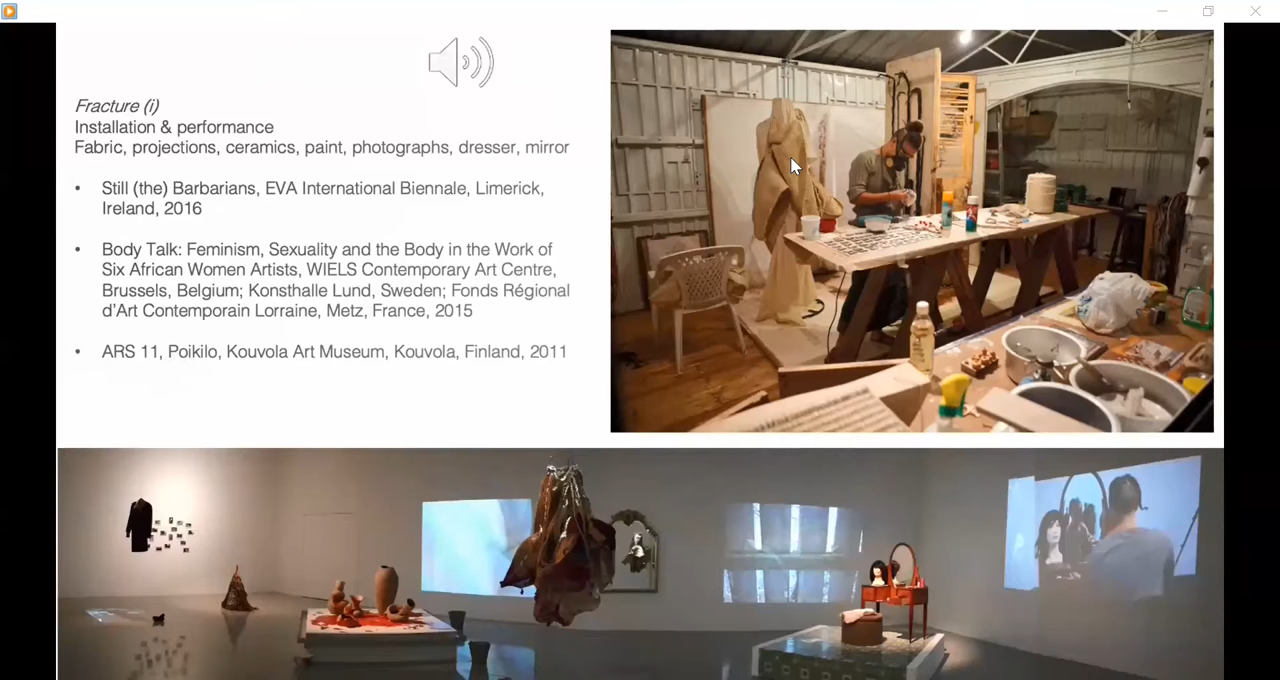 Fracture (i)
Installation & performance
Fabric, projections, ceramics, paint, photographs, dresser, mirror
• Still (the) Barbarians, EVA International Biennale, Limerick,
Ireland, 2016
• Body Talk: Feminism, Sexuality and the Body in the Work of
Six African Women Artists, WIELS Contemporary Art Centre,
Brussels, Belgium; Konsthalle Lund, Sweden; Fonds Régional
d'Art Contemporain Lorraine, Metz, France, 2015
• ARS 11, Poikilo, Kouvola Art Museum, Kouvola, Finland, 2011